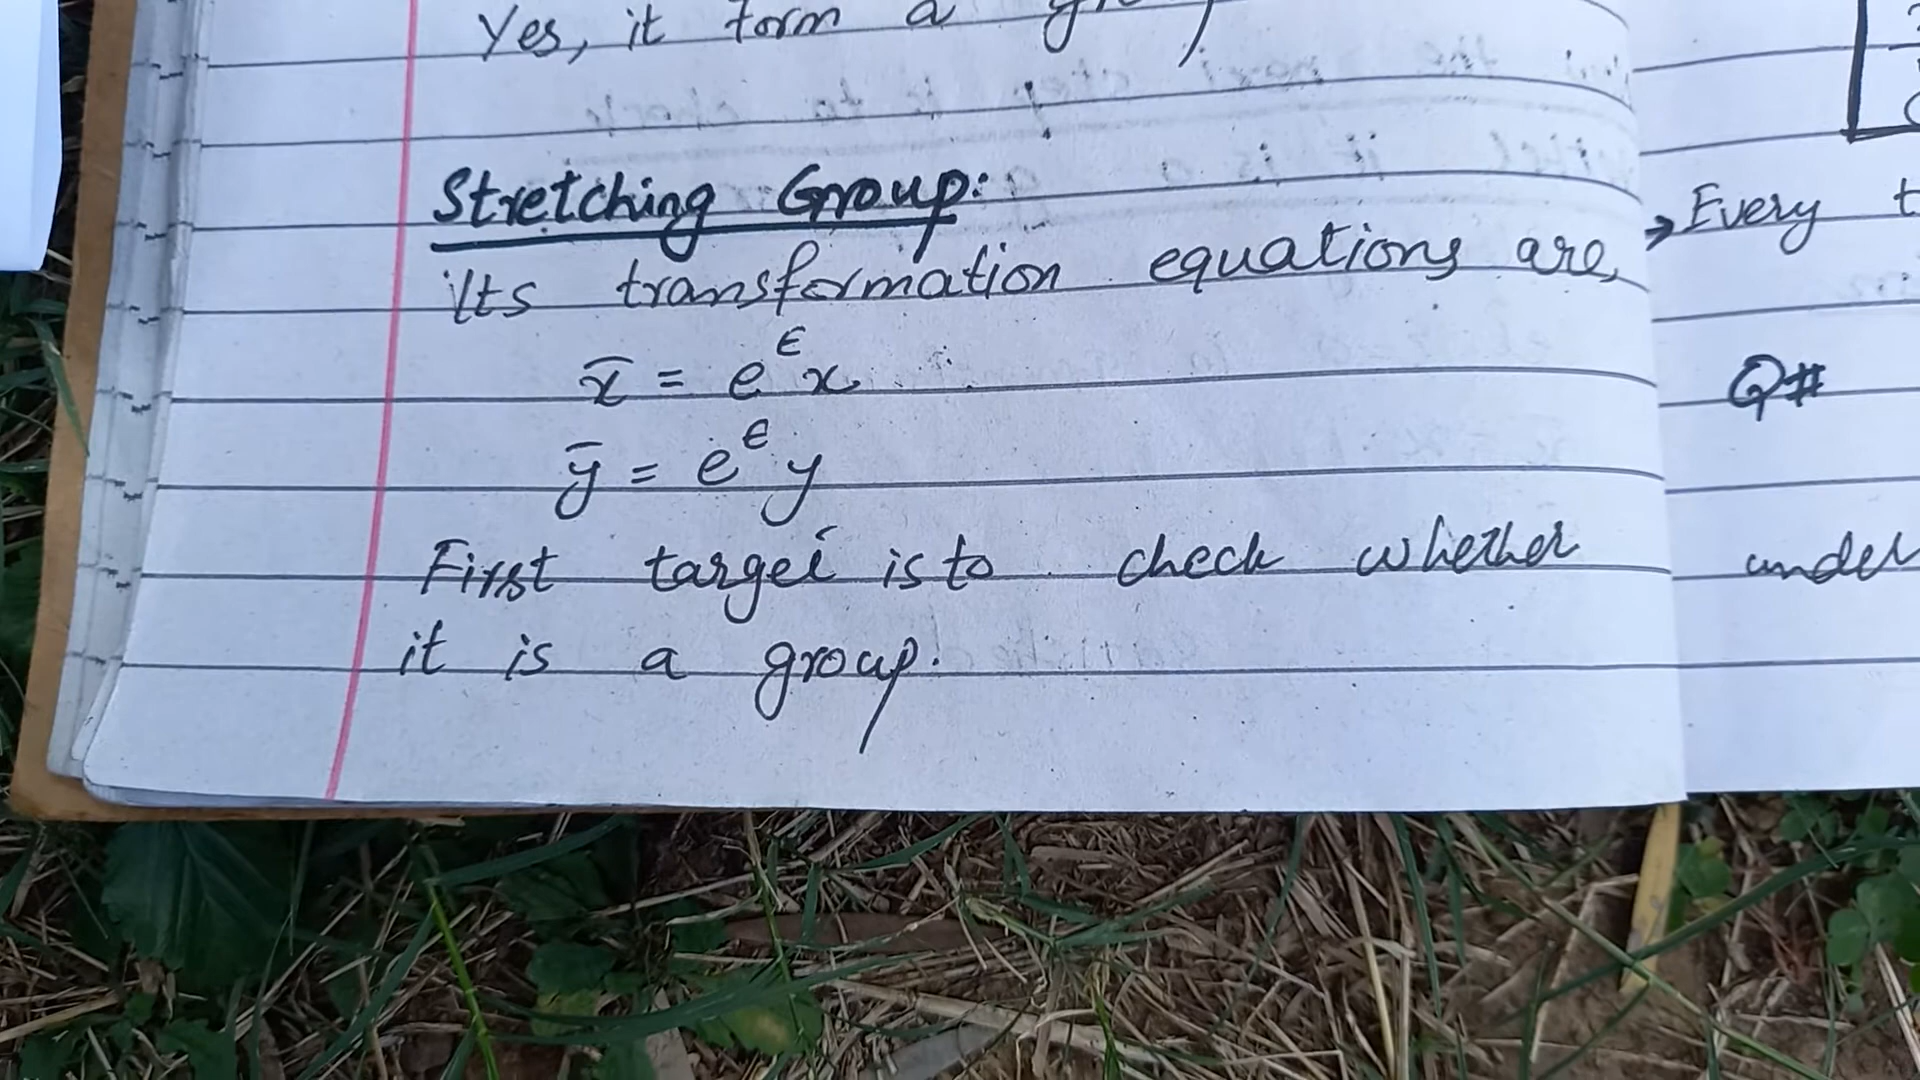 Yes, it form a
Stretching Group:
its transformation equations are,
x̄ = e^ϵ x
ȳ = e^ϵ y
First target is to check whether
it is a group.
→ Every
Q#
under